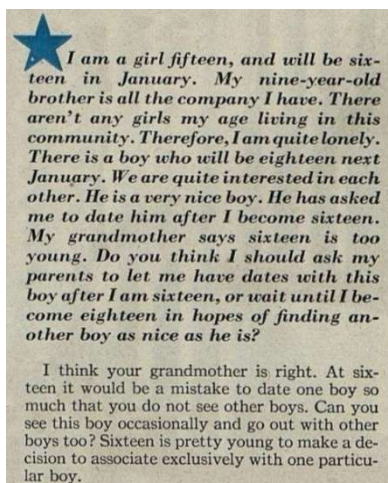 I am a girl fifteen, and will be six-
teen in January. My nine-year-old
brother is all the company I have. There
aren't any girls my age living in this
community. Therefore, I am quite lonely.
There is a boy who will be eighteen next
January. We are quite interested in each
other. He is a very nice boy. He has asked
me to date him after I become sixteen.
My grandmother says sixteen is too
young. Do you think I should ask my
parents to let me have dates with this
boy after I am sixteen, or wait until I be-
come eighteen in hopes of finding an-
other boy as nice as he is?
I think your grandmother is right. At six-
teen it would be a mistake to date one boy so
much that you do not see other boys. Can you
see this boy occasionally and go out with other
boys too? Sixteen is pretty young to make a de-
cision to associate exclusively with one particu-
lar boy.